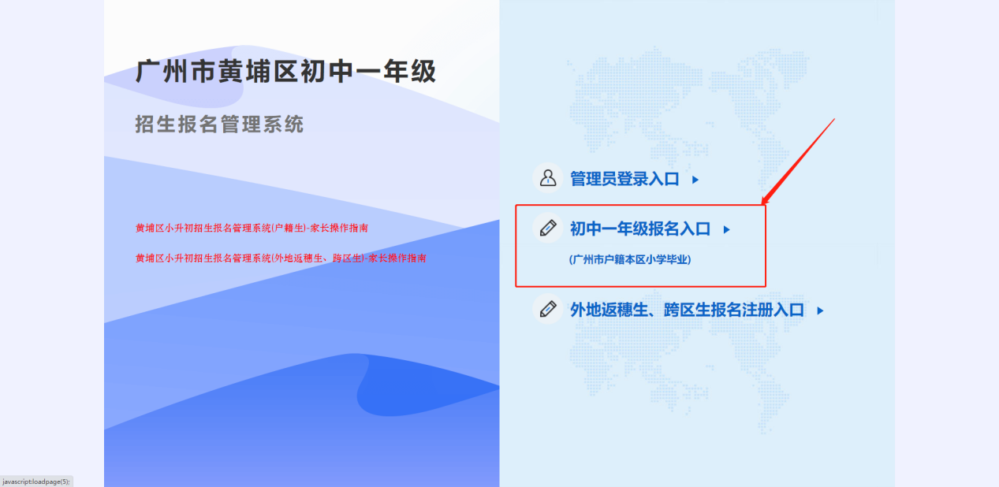 广州市黄埔区初中一年级
招生报名管理系统
黄埔区小升初招生报名管理系统(户籍生)-家长操作指南
黄埔区小升初招生报名管理系统(外地返穗生、跨区生)-家长操作指南
管理员登录入口
初中一年级报名入口
(广州市户籍本区小学毕业)
外地返穗生、跨区生报名注册入口
javascript:loadpage(5);